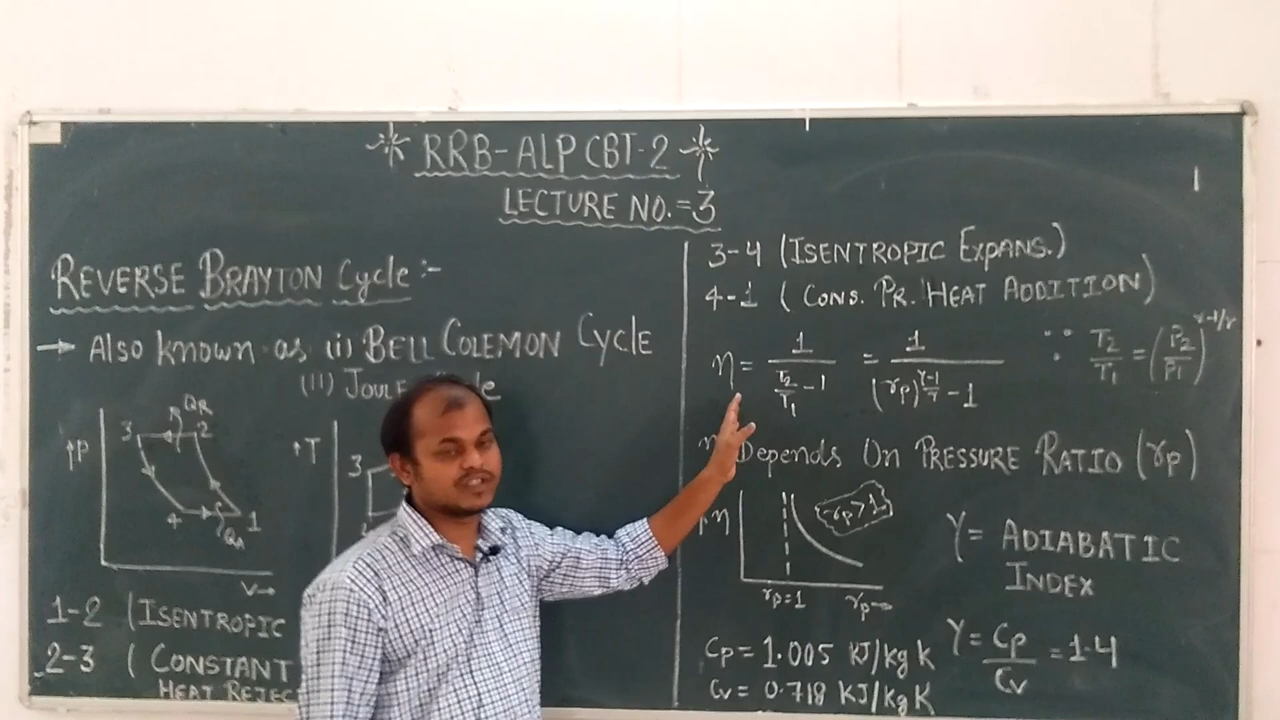 RRB-ALP CBT-2
LECTURE NO.=3
REVERSE BRAYTON Cycle:-
→ Also known as (i) BELL COLEMON Cycle
(II) JOULE
↑P
3
QR
2
4
1
QA
V→
↑T
3
1-2 (ISENTROPIC
2-3 ( CONSTANT
HEAT REJEC
3-4 (ISENTROPIC EXPANS.)
4-1 ( CONS. PR. HEAT ADDITION)
η = 1/(T2/T1 - 1) = 1/((rp)^(γ-1/γ) - 1) ∵ T2/T1 = (P2/P1)^(γ-1/γ)
Depends On PRESSURE RATIO (rp)
↑η
rp>1
rp=1
rp→
γ= ADIABATIC
INDEX
Cp= 1.005 KJ/kg K
Cv= 0.718 KJ/kg K
γ= Cp/Cv = 1.4